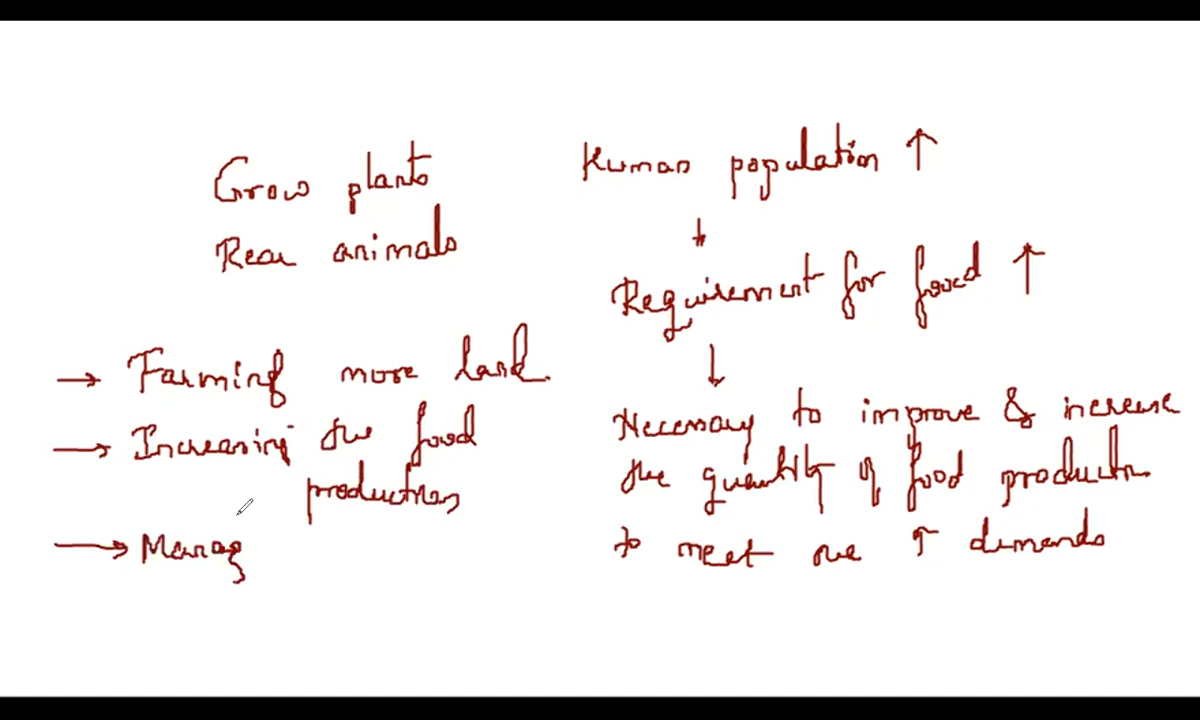 Grow plants
Rear animals
→ Farming more land.
→ Increasing the food
production
→ Manag
Human population ↑
↓
Requirement for food ↑
↓
Necessary to improve & increase
the quantity of food production
to meet the ↑ demands